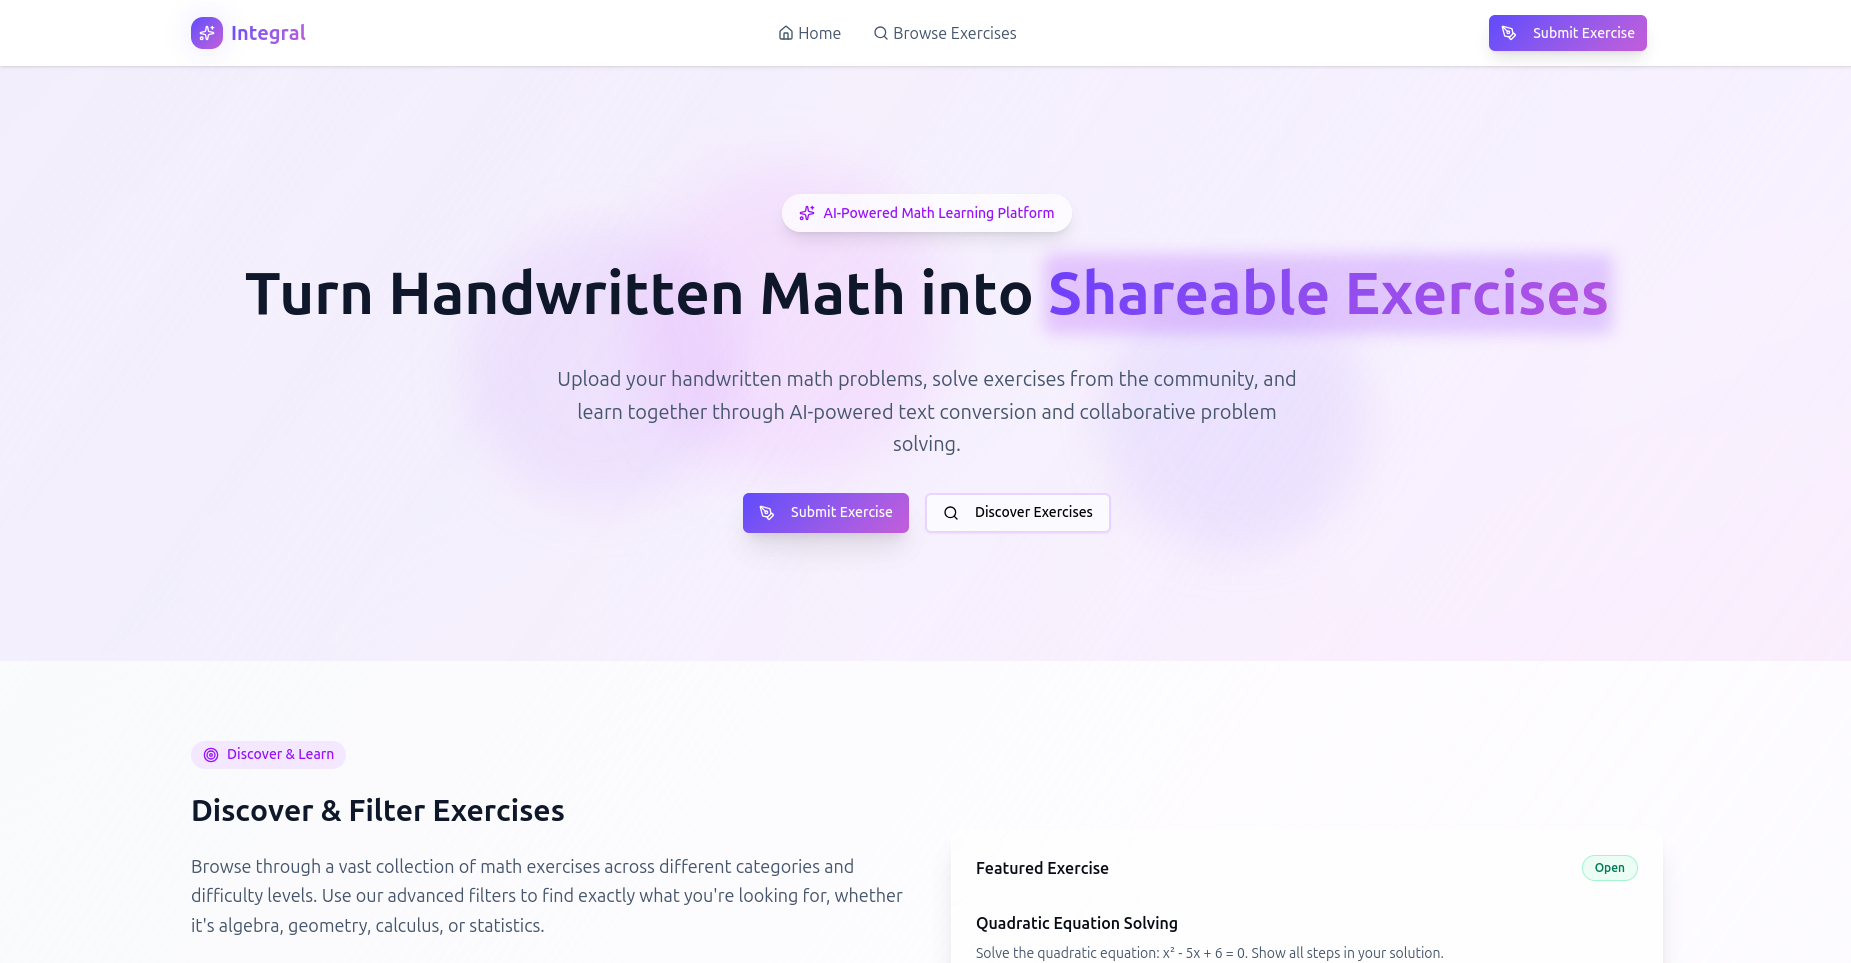 Integral
Home
Browse Exercises
Submit Exercise
AI-Powered Math Learning Platform
Turn Handwritten Math into Shareable Exercises
Upload your handwritten math problems, solve exercises from the community, and
learn together through AI-powered text conversion and collaborative problem
solving.
Submit Exercise
Discover Exercises
Discover & Learn
Discover & Filter Exercises
Browse through a vast collection of math exercises across different categories and
difficulty levels. Use our advanced filters to find exactly what you're looking for, whether
it's algebra, geometry, calculus, or statistics.
Featured Exercise
Open
Quadratic Equation Solving
Solve the quadratic equation: x² - 5x + 6 = 0. Show all steps in your solution.